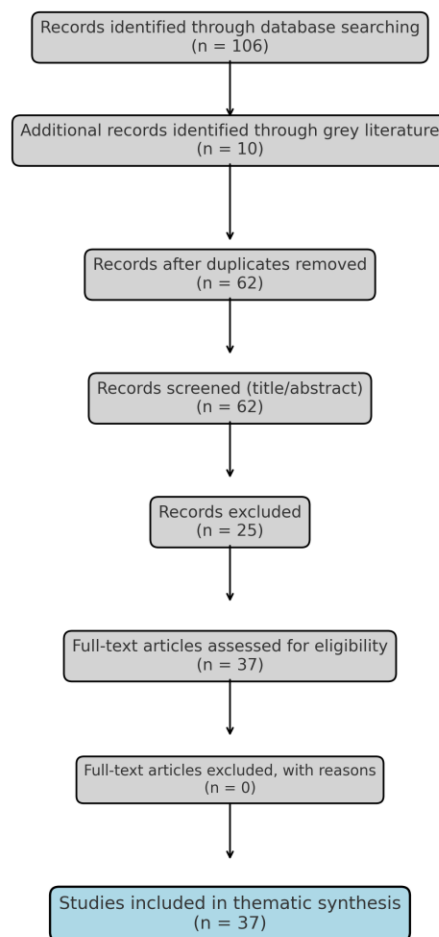 Records identified through database searching
(n = 106)
Additional records identified through grey literature
(n = 10)
Records after duplicates removed
(n = 62)
Records screened (title/abstract)
(n = 62)
Records excluded
(n = 25)
Full-text articles assessed for eligibility
(n = 37)
Full-text articles excluded, with reasons
(n = 0)
Studies included in thematic synthesis
(n = 37)